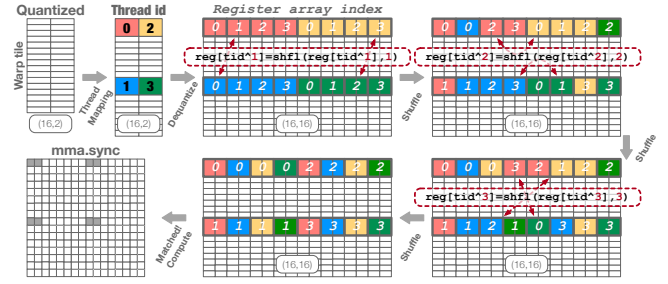 Quantized
Thread id
Register array index
Warp tile
0 2
1 3
(16,2)
(16,2)
Thread Mapping
Dequantize
0 1 2 3 0 1 2 3
reg[tid^1]=shfl(reg[tid^1],1)
0 1 2 3 0 1 2 3
(16,16)
Shuffle
0 0 2 2 0 1 2 2
reg[tid^2]=shfl(reg[tid^2],2)
1 1 2 3 0 1 3 3
(16,16)
Shuffle
0 0 0 3 2 1 2 2
reg[tid^3]=shfl(reg[tid^3],3)
1 1 2 1 0 3 3 3
(16,16)
Shuffle
0 0 0 0 2 2 2 2
1 1 1 1 3 3 3 3
(16,16)
Matched!
Compute
mma.sync